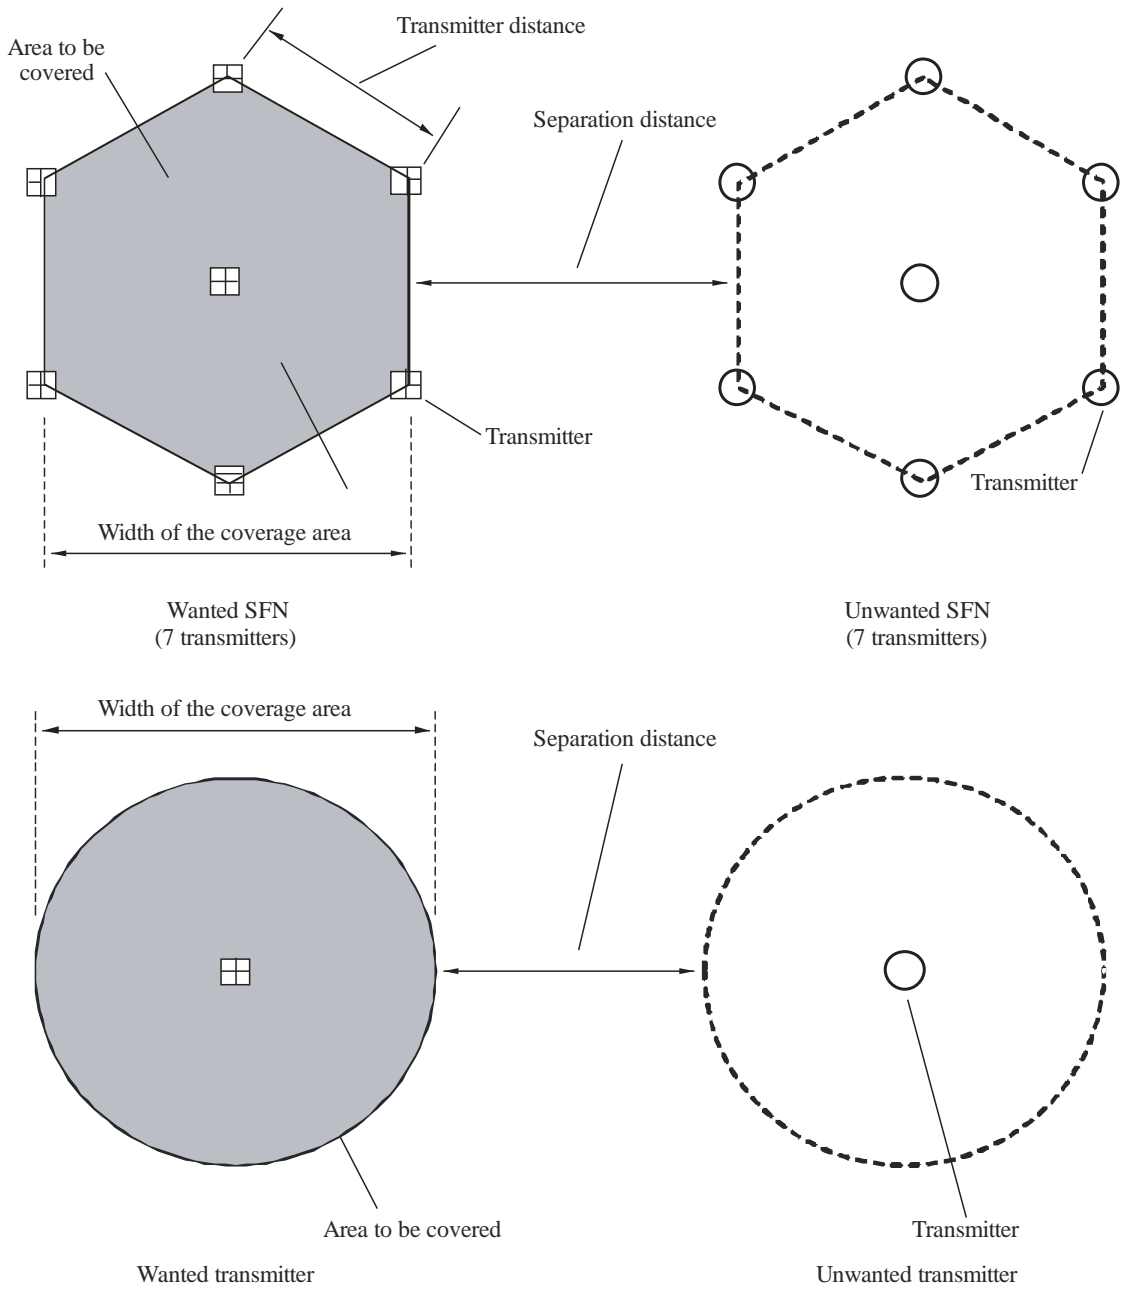 Transmitter distance
Area to be
covered
Separation distance
Transmitter
Transmitter
Width of the coverage area
Wanted SFN
(7 transmitters)
Unwanted SFN
(7 transmitters)
Width of the coverage area
Separation distance
Area to be covered
Transmitter
Wanted transmitter
Unwanted transmitter